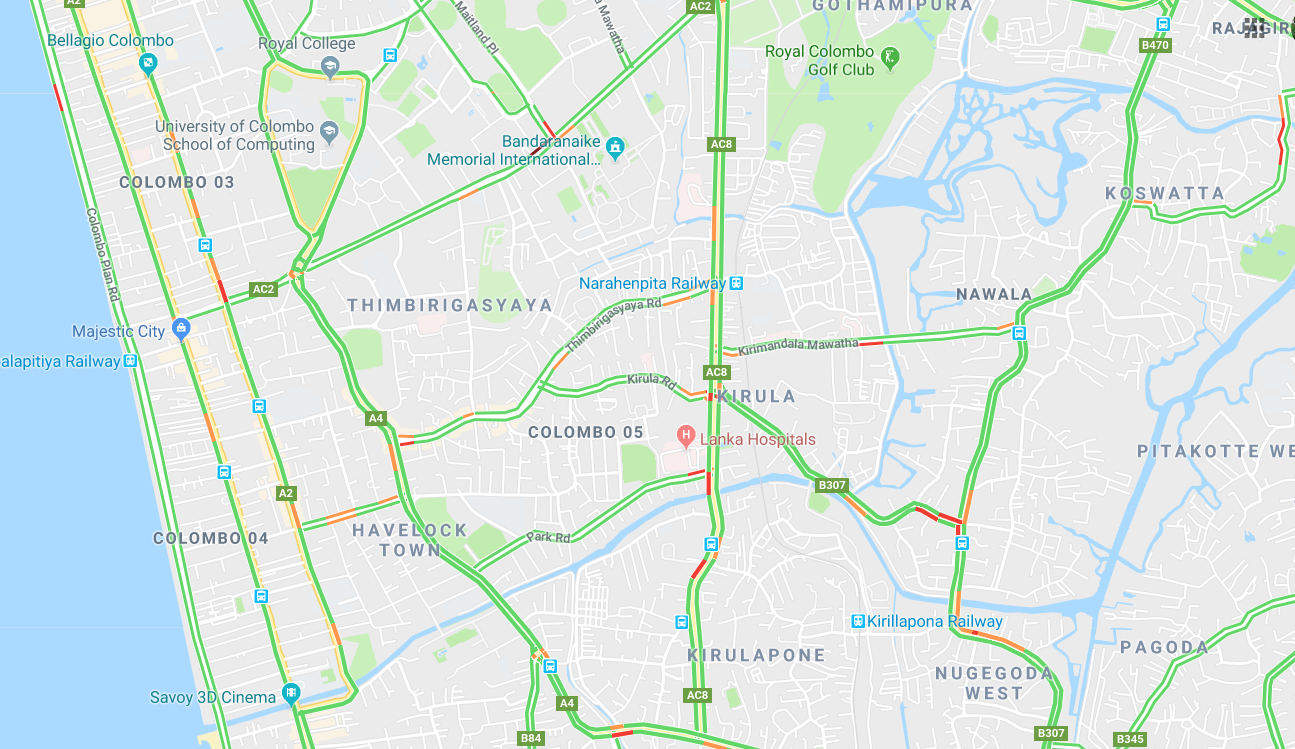 A2
AC2
GOTHAMIPURA
Bellagio Colombo
Royal College
Maitland Pl
Mawatha
Royal Colombo
Golf Club
B470
University of Colombo
School of Computing
Bandaranaike
Memorial International...
AC8
COLOMBO 03
KOSWATTA
Colombo Plan Rd
AC2
Narahenpita Railway
NAWALA
THIMBIRIGASYAYA
Thimbirigasyaya Rd
Majestic City
Kirimandala Mawatha
alapitiya Railway
AC8
Kirula Rd
KIRULA
A4
COLOMBO 05
Lanka Hospitals
PITAKOTTE WE
B307
A2
HAVELOCK
TOWN
COLOMBO 04
Park Rd
Kirillapona Railway
PAGODA
KIRULAPONE
NUGEGODA
WEST
Savoy 3D Cinema
AC8
A4
B84
B307
B345